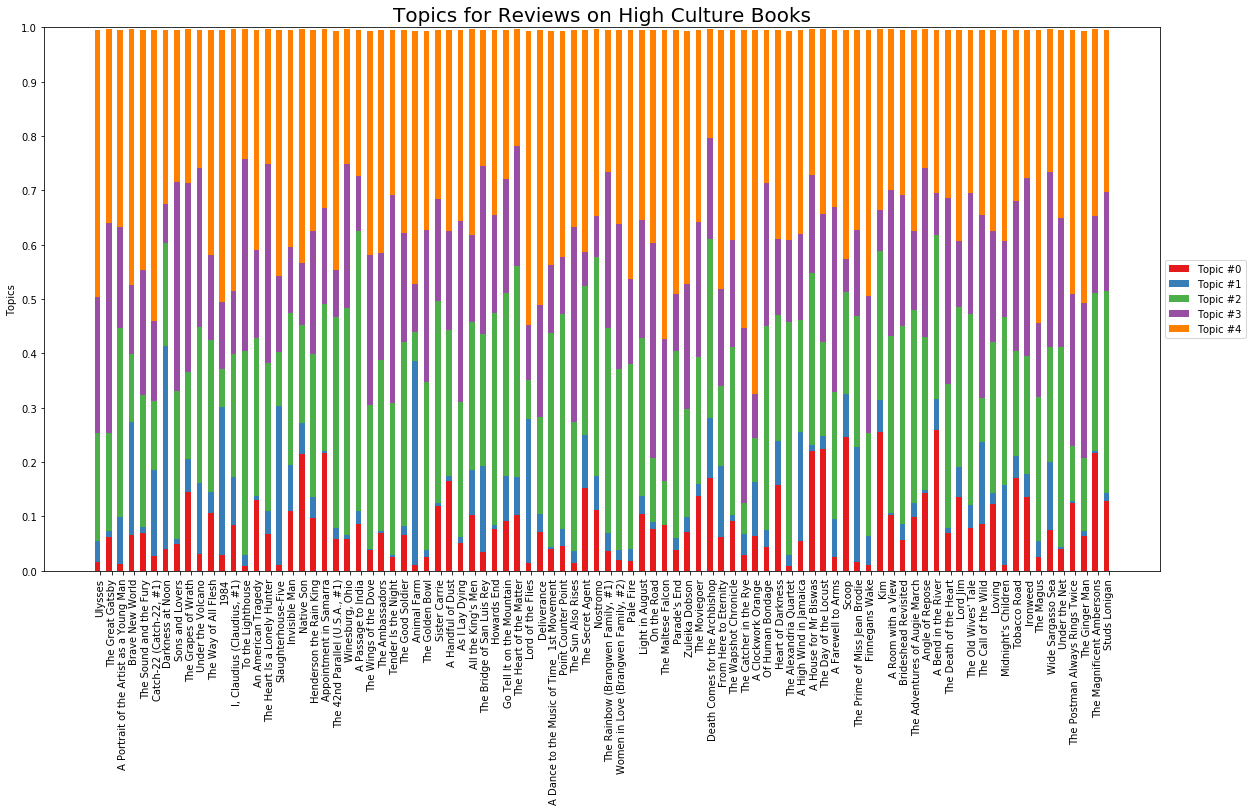 Topics for Reviews on High Culture Books
1.0
0.9
0.8
0.7
0.6
0.5
0.4
0.3
0.2
0.1
0.0
Topics
Topic #0
Topic #1
Topic #2
Topic #3
Topic #4
Ulysses
The Great Gatsby
A Portrait of the Artist as a Young Man
Brave New World
The Sound and the Fury
Catch-22 (Catch-22, #1)
Darkness at Noon
Sons and Lovers
The Grapes of Wrath
Under the Volcano
The Way of All Flesh
1984
I, Claudius (Claudius, #1)
To the Lighthouse
An American Tragedy
The Heart Is a Lonely Hunter
Slaughterhouse-Five
Invisible Man
Native Son
Henderson the Rain King
Appointment in Samarra
The 42nd Parallel (U.S.A., #1)
Winesburg, Ohio
A Passage to India
The Wings of the Dove
The Ambassadors
Tender Is the Night
The Good Soldier
Animal Farm
The Golden Bowl
Sister Carrie
A Handful of Dust
As I Lay Dying
All the King's Men
The Bridge of San Luis Rey
Howards End
Go Tell It on the Mountain
The Heart of the Matter
Lord of the Flies
Deliverance
A Dance to the Music of Time_ 1st Movement
Point Counter Point
The Sun Also Rises
The Secret Agent
Nostromo
The Rainbow (Brangwen Family, #1)
Women in Love (Brangwen Family, #2)
Pale Fire
Light in August
On the Road
The Maltese Falcon
Parade's End
Zuleika Dobson
The Moviegoer
Death Comes for the Archbishop
From Here to Eternity
The Wapshot Chronicle
The Catcher in the Rye
A Clockwork Orange
Of Human Bondage
Heart of Darkness
The Alexandria Quartet
A High Wind in Jamaica
A House for Mr Biswas
The Day of the Locust
A Farewell to Arms
Scoop
The Prime of Miss Jean Brodie
Finnegans Wake
Kim
A Room with a View
Brideshead Revisited
The Adventures of Augie March
Angle of Repose
A Bend in the River
The Death of the Heart
Lord Jim
The Old Wives' Tale
The Call of the Wild
Loving
Midnight's Children
Tobacco Road
Ironweed
The Magus
Wide Sargasso Sea
Under the Net
The Postman Always Rings Twice
The Ginger Man
The Magnificent Ambersons
Studs Lonigan